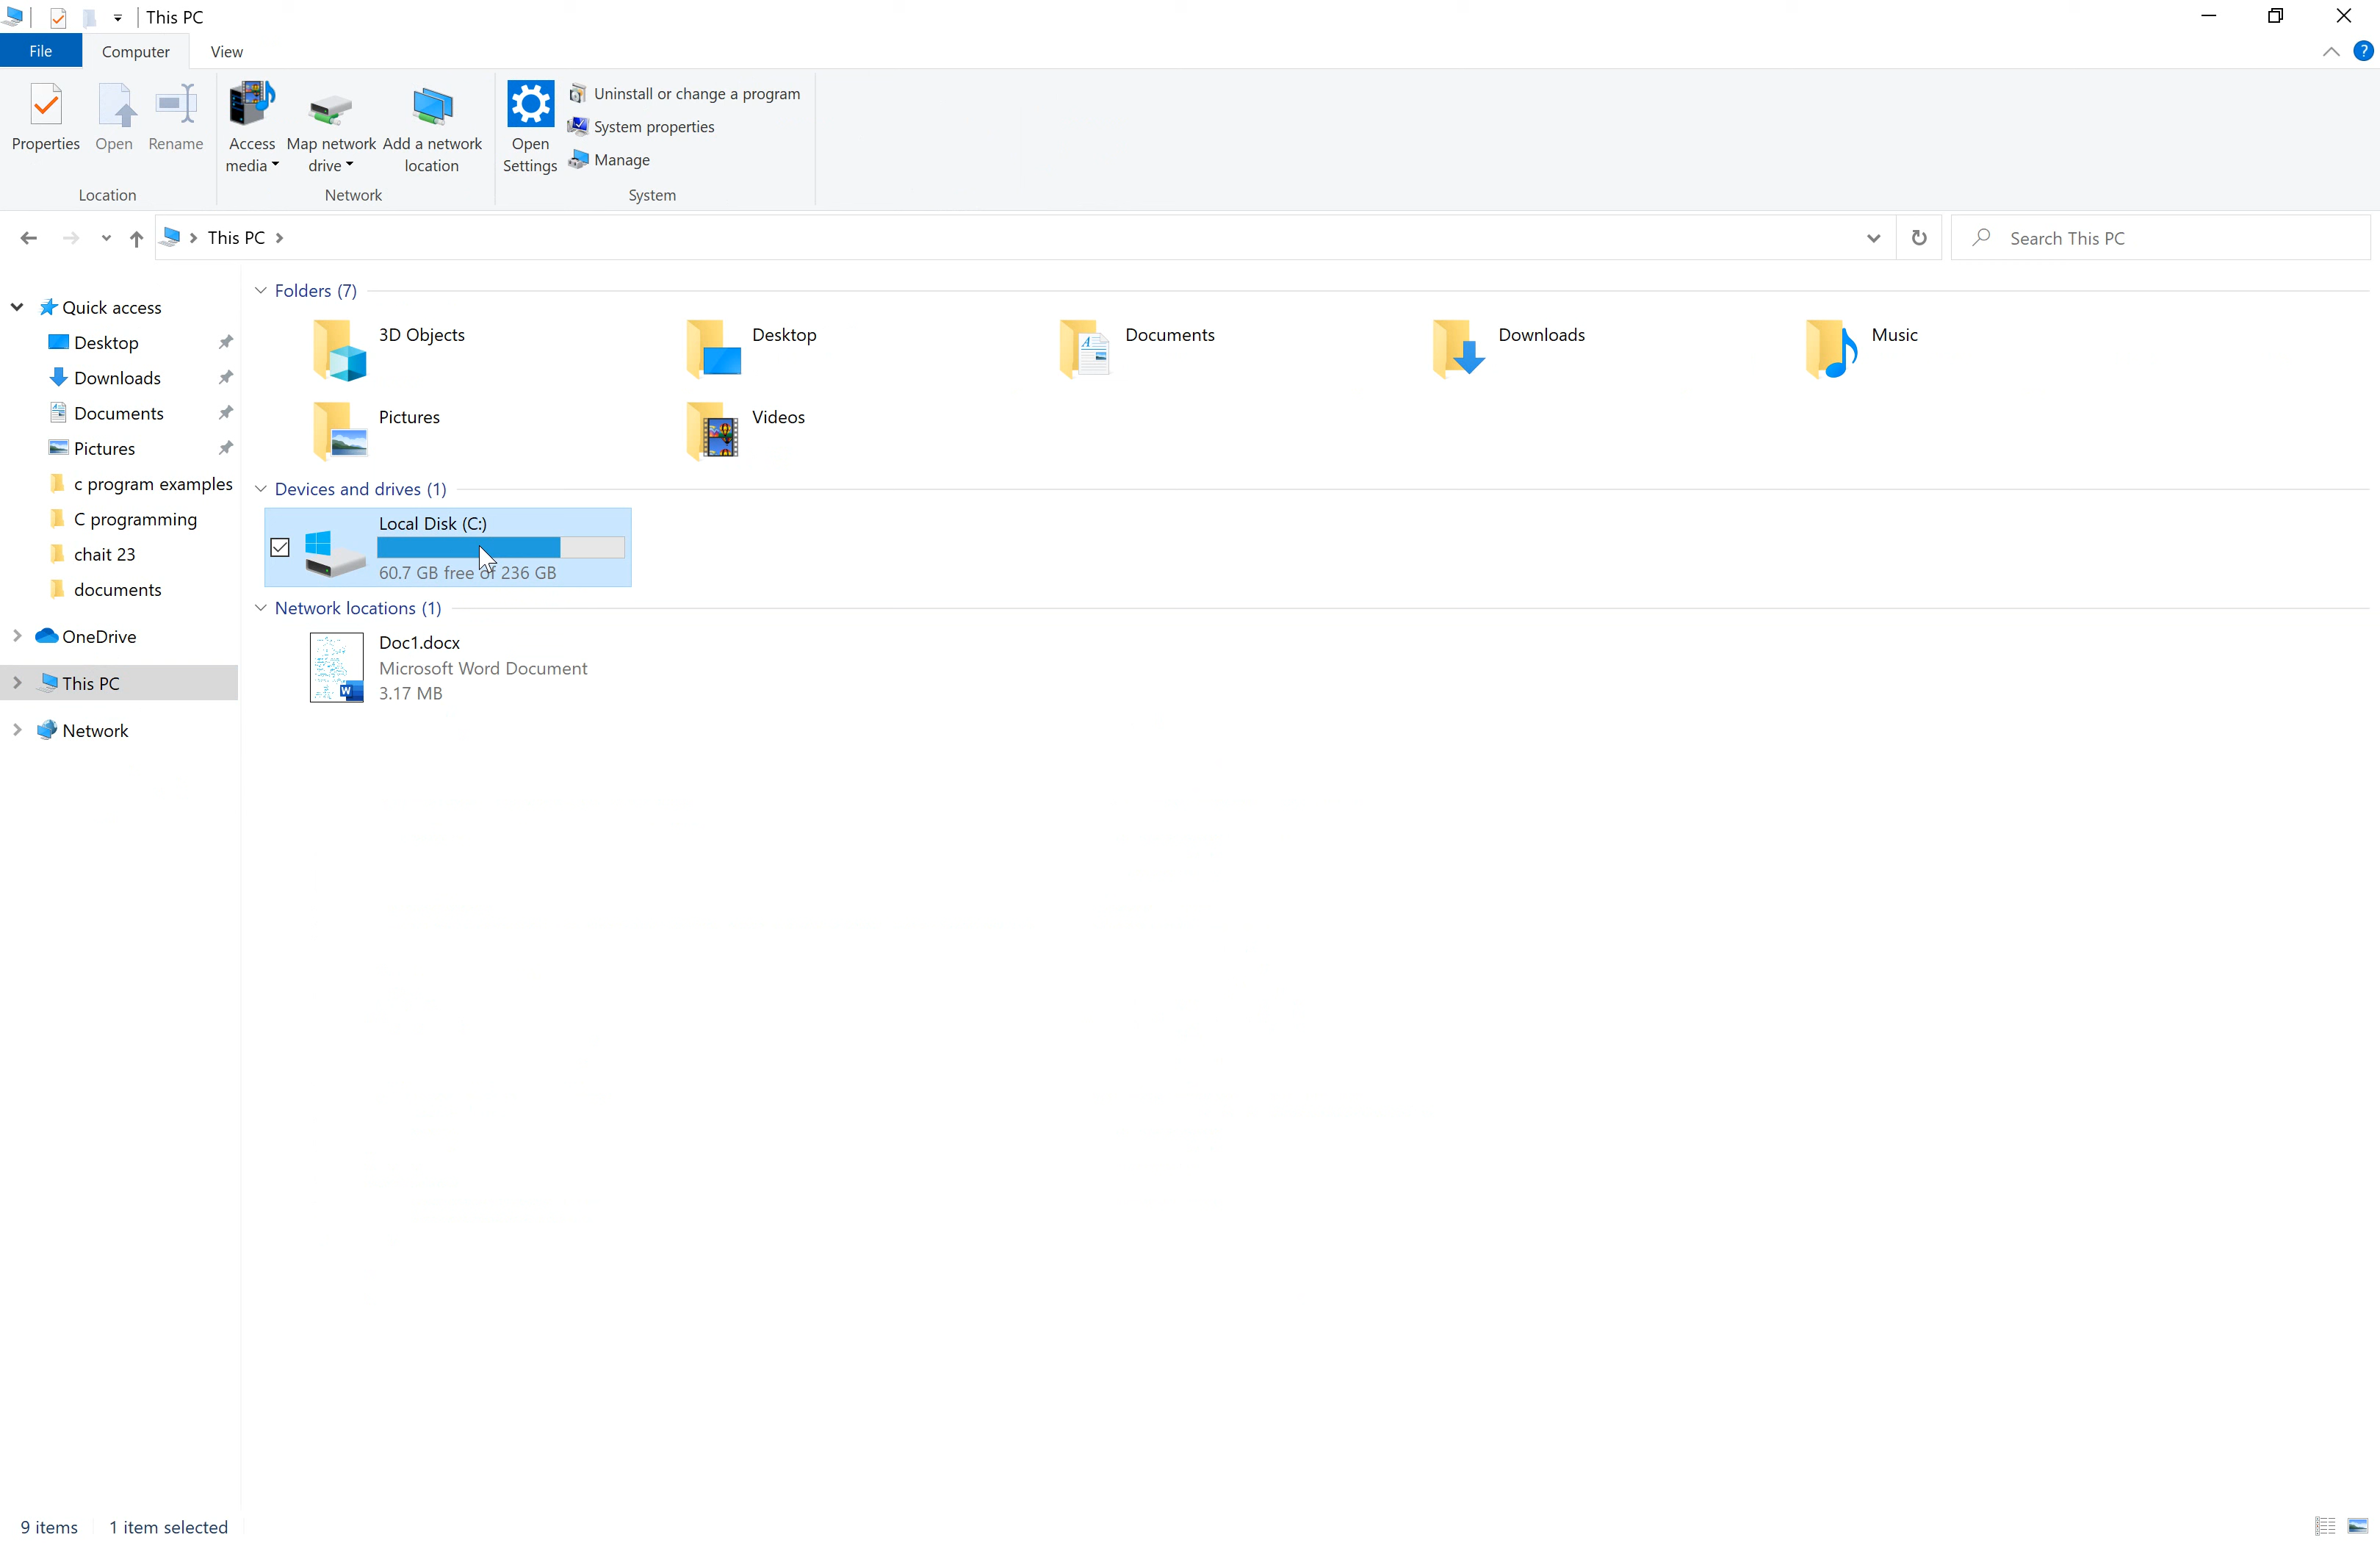 This PC
File Computer View
Properties Open Rename Access media Map network drive Add a network location Open Settings Uninstall or change a program
System properties
Manage
Location Network System
This PC Search This PC
Quick access
Desktop
Downloads
Documents
Pictures
c program examples
C programming
chait 23
documents
OneDrive
This PC
Network
Folders (7)
3D Objects Desktop Documents Downloads Music
Pictures Videos
Devices and drives (1)
Local Disk (C:)
60.7 GB free of 236 GB
Network locations (1)
Doc1.docx
Microsoft Word Document
3.17 MB
9 items 1 item selected